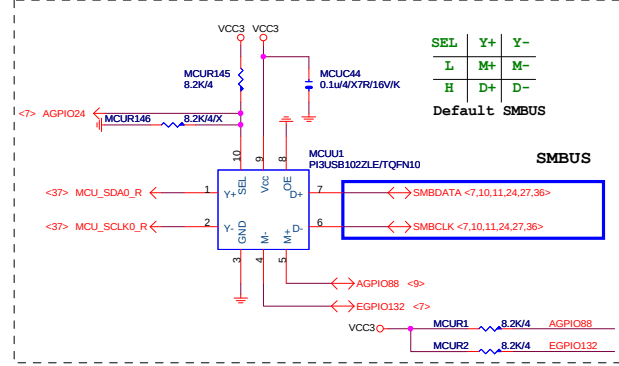 VCC3 VCC3
SEL Y+ Y-
L M+ M-
H D+ D-
Default SMBUS
MCUR145
8.2K/4
MCUC44
0.1u/4/X7R/16V/K
<7> AGPIO24
MCUR146 8.2K/4/X
MCUU1
PI3USB102ZLE/TQFN10
SMBUS
10 9 8
SEL Vcc OE
<37> MCU_SDA0_R 1 Y+ D+ 7 SMBDATA <7,10,11,24,27,36>
<37> MCU_SCLK0_R 2 Y- D- 6 SMBCLK <7,10,11,24,27,36>
GND M- M+
3 4 5
AGPIO88 <9>
EGPIO132 <7>
VCC3 MCUR1 8.2K/4 AGPIO88
MCUR2 8.2K/4 EGPIO132